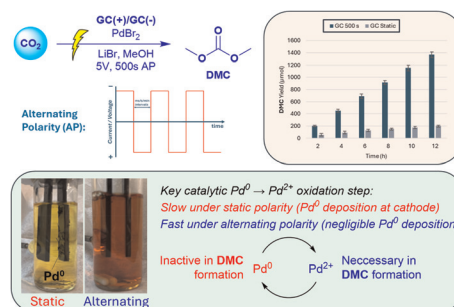 CO₂
GC(+)/GC(-)
PdBr₂
LiBr, MeOH
5V, 500s AP
DMC
Alternating
Polarity (AP):
Current / Voltage
−
+
time
GC 500 s
GC Static
DMC Yield (μmol)
1600
1400
1200
1000
800
600
400
200
0
2
4
6
8
10
12
Time(h)
Key catalytic Pd⁰ → Pd²⁺ oxidation step:
Slow under static polarity (Pd⁰ deposition at cathode)
Fast under alternating polarity (negligible Pd⁰ deposition
Inactive in DMC
formation
Pd⁰
Pd²⁺
Neccessary in
DMC formation
Pd⁰
Static
Alternating